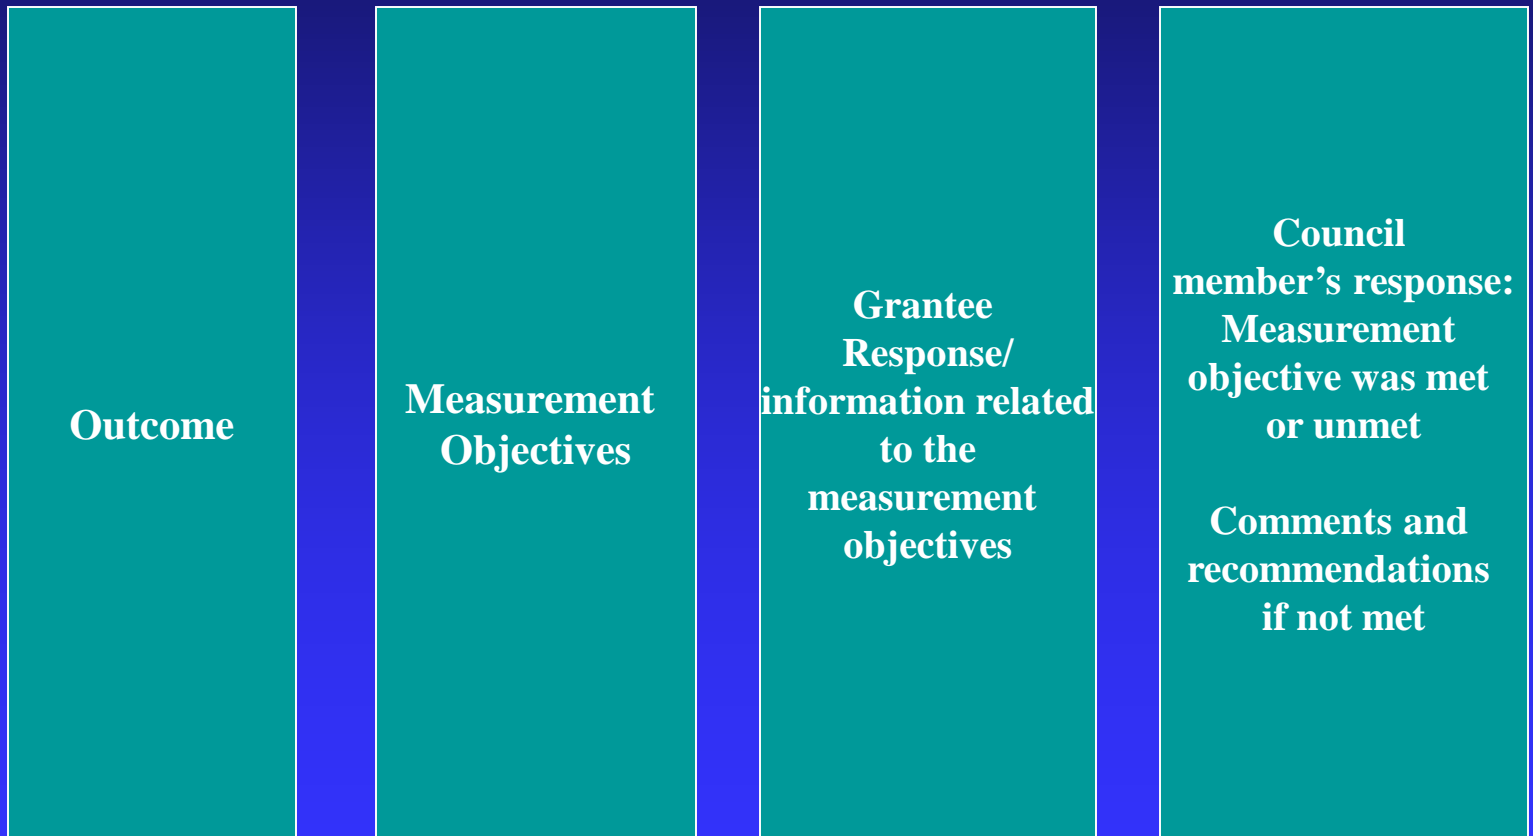 Outcome
Measurement
Objectives
Grantee
Response/
information related
to the
measurement
objectives
Council
member’s response:
Measurement
objective was met
or unmet
Comments and
recommendations
if not met